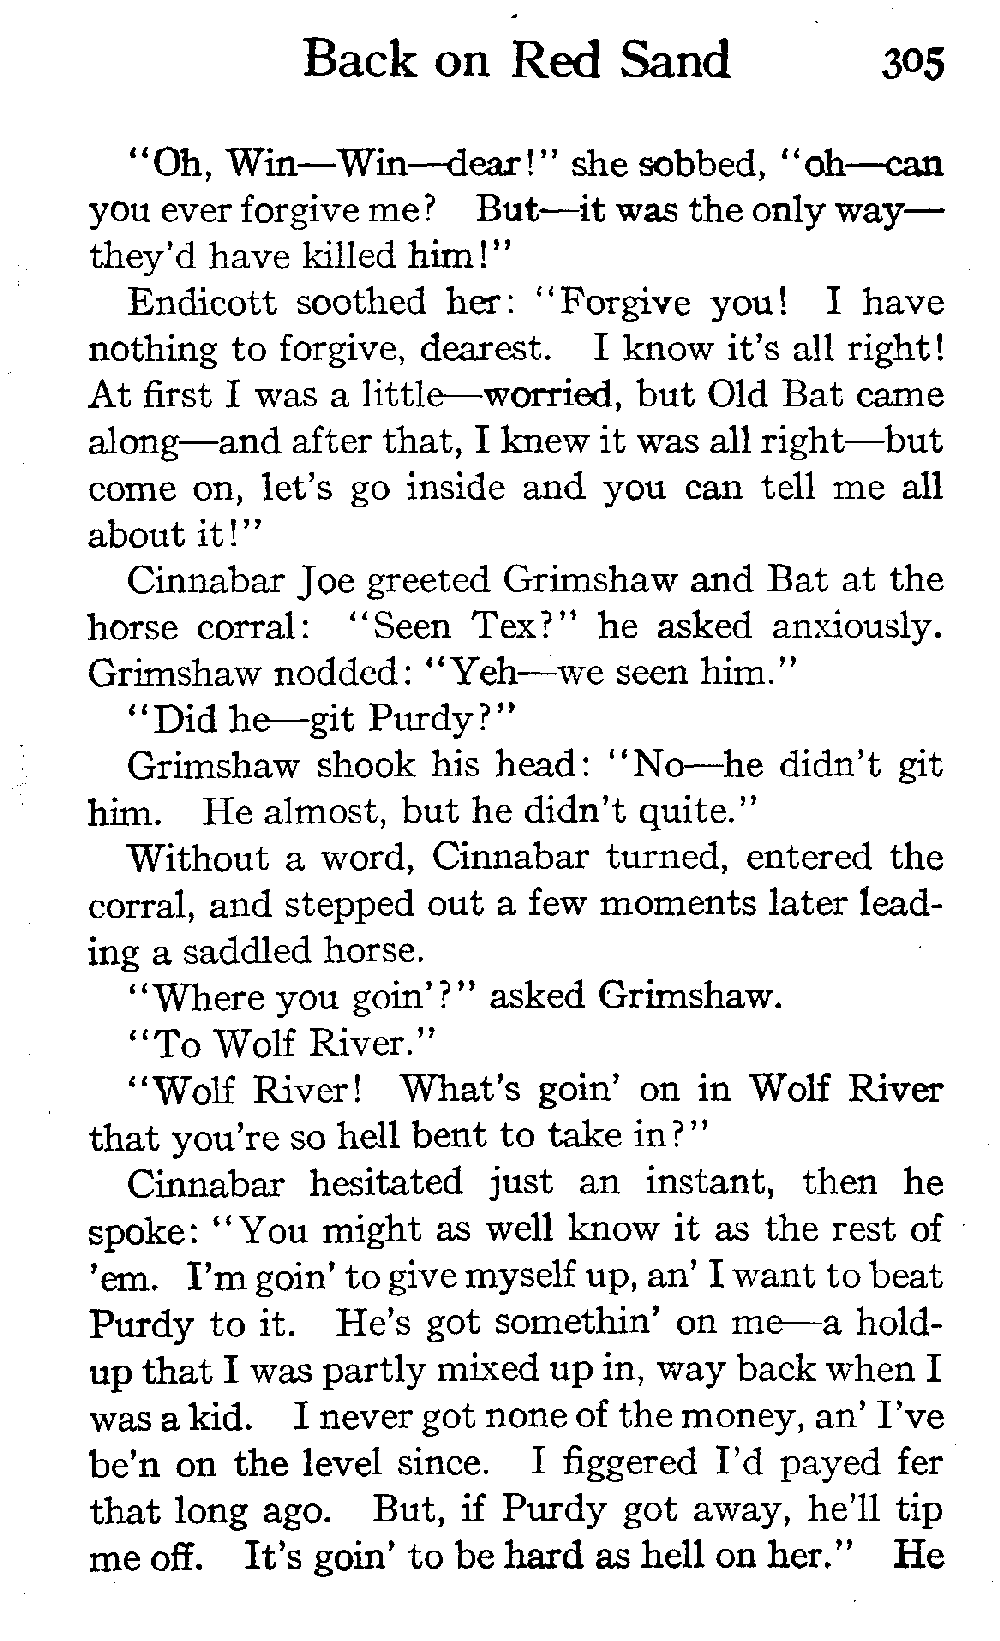 Back on Red Sand 305
"Oh, Win—Win—dear!" she sobbed, "oh—can
you ever forgive me? But—it was the only way—
they'd have killed him!"
Endicott soothed her: "Forgive you! I have
nothing to forgive, dearest. I know it's all right!
At first I was a little—worried, but Old Bat came
along—and after that, I knew it was all right—but
come on, let's go inside and you can tell me all
about it!"
Cinnabar Joe greeted Grimshaw and Bat at the
horse corral: "Seen Tex?" he asked anxiously.
Grimshaw nodded: "Yeh—we seen him."
"Did he—git Purdy?"
Grimshaw shook his head: "No—he didn't git
him. He almost, but he didn't quite."
Without a word, Cinnabar turned, entered the
corral, and stepped out a few moments later lead-
ing a saddled horse.
"Where you goin'?" asked Grimshaw.
"To Wolf River."
"Wolf River! What's goin' on in Wolf River
that you're so hell bent to take in?"
Cinnabar hesitated just an instant, then he
spoke: "You might as well know it as the rest of
'em. I'm goin' to give myself up, an' I want to beat
Purdy to it. He's got somethin' on me—a hold-
up that I was partly mixed up in, way back when I
was a kid. I never got none of the money, an' I've
be'n on the level since. I figgered I'd payed fer
that long ago. But, if Purdy got away, he'll tip
me off. It's goin' to be hard as hell on her." He